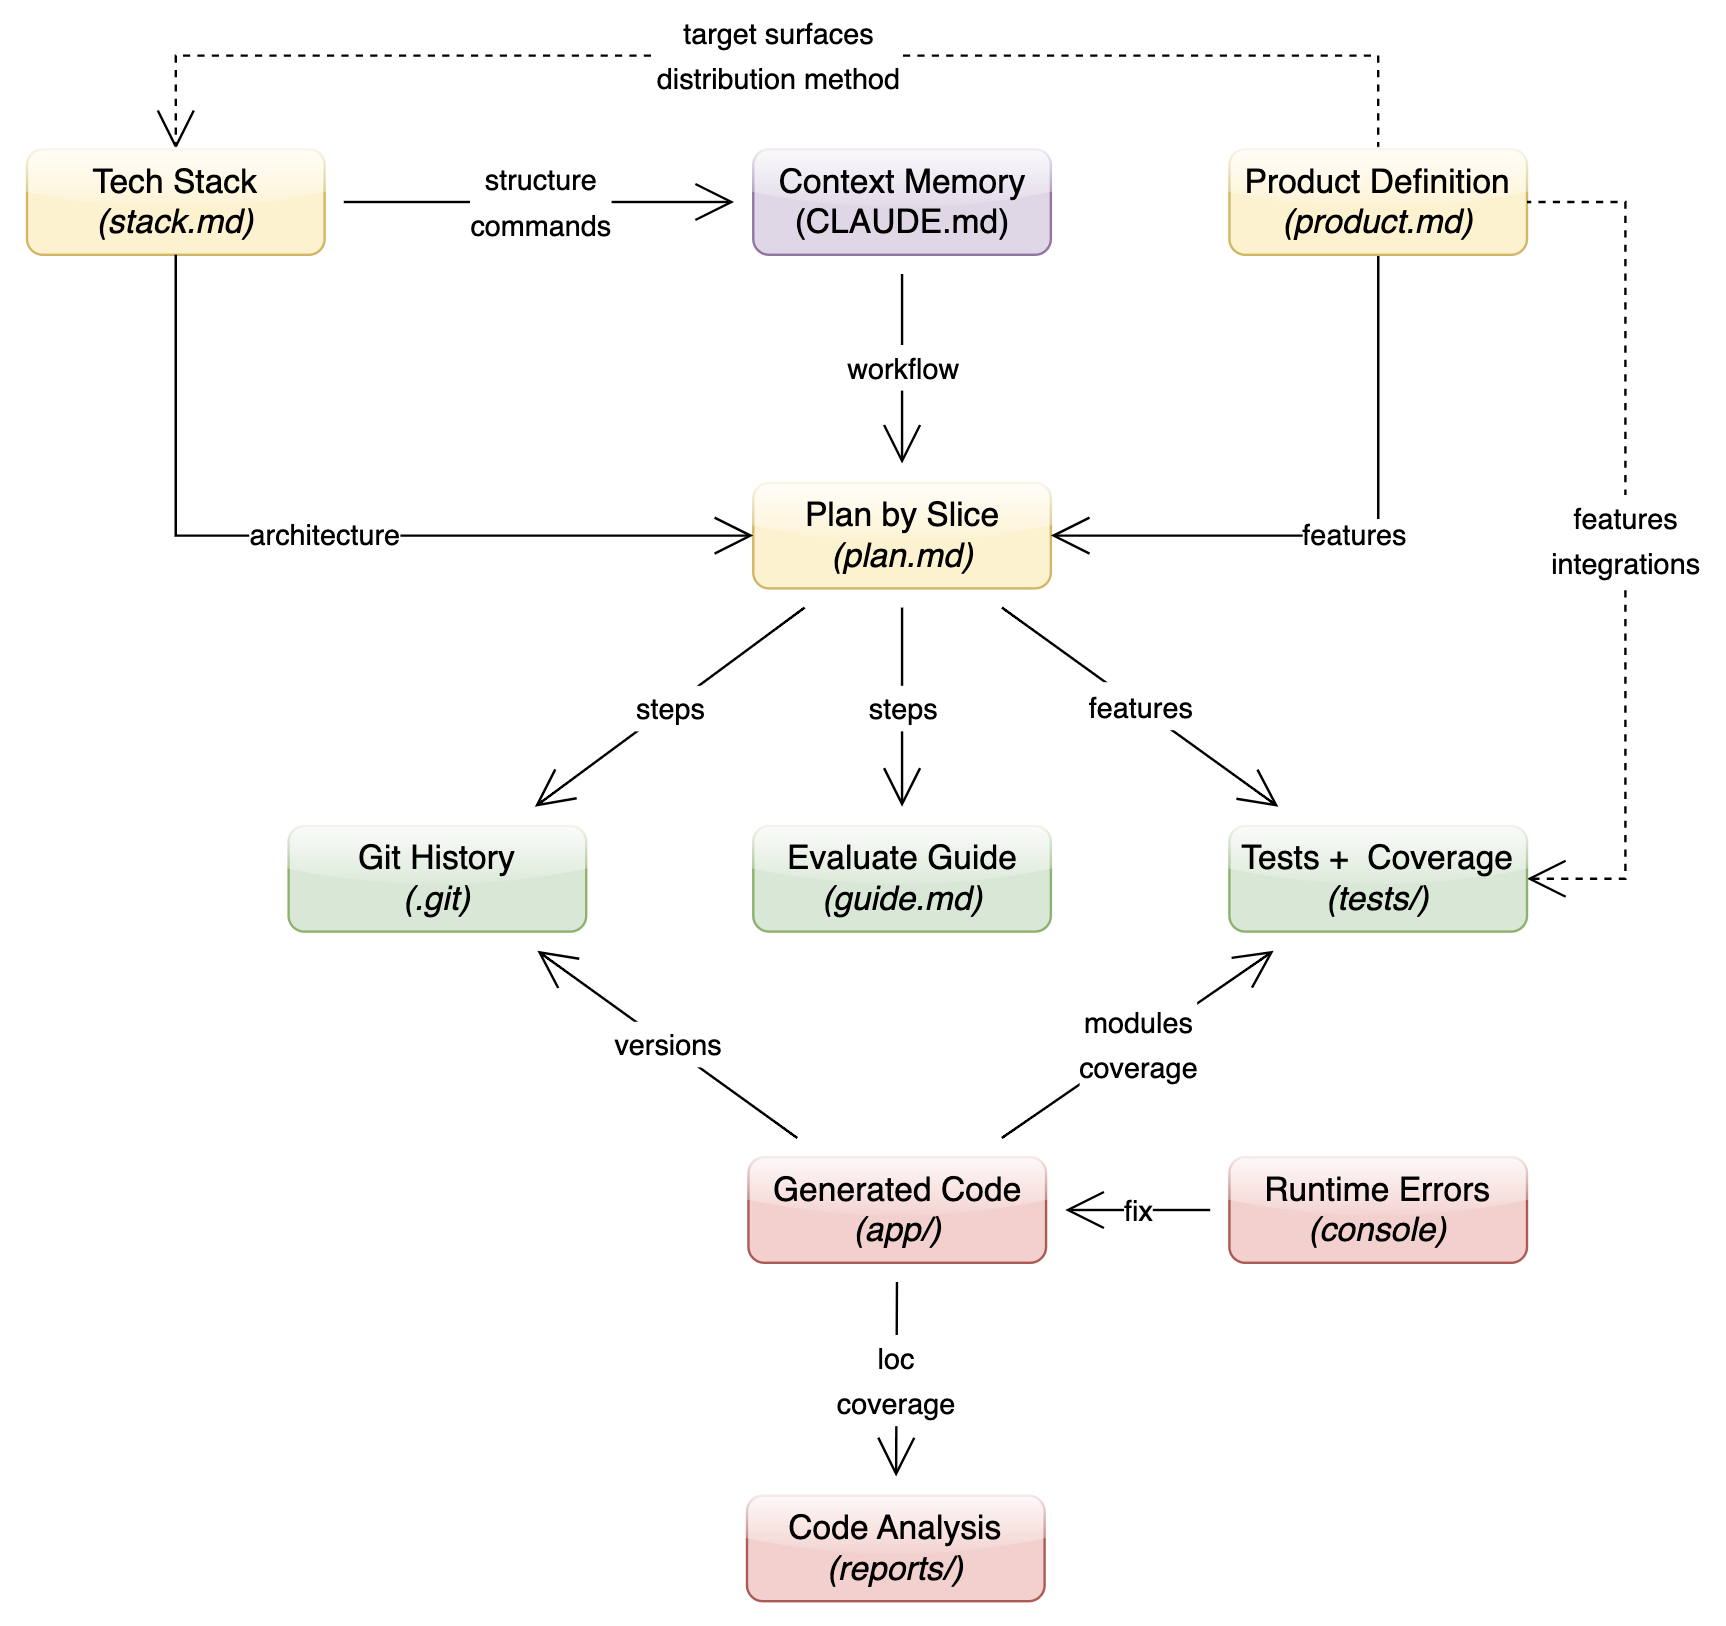 target surfaces
distribution method
Tech Stack
(stack.md)
structure
commands
Context Memory
(CLAUDE.md)
Product Definition
(product.md)
workflow
architecture
Plan by Slice
(plan.md)
features
features
integrations
steps
steps
features
Git History
(.git)
Evaluate Guide
(guide.md)
Tests +  Coverage
(tests/)
versions
modules
coverage
Generated Code
(app/)
fix
Runtime Errors
(console)
loc
coverage
Code Analysis
(reports/)